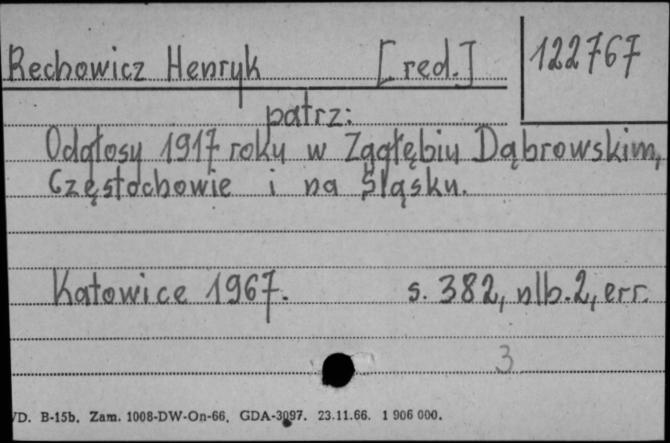 Rechowicz Henryk [red.] 122767
patrz:
Odgłosy 1917 roku w Zagłębiu Dąbrowskim,
Częstochowie i na Śląsku.
Katowice 1967. s. 382, nlb. 2, err.
3
VD. B-15b. Zam. 1008-DW-On-66. GDA-3097. 23.11.66. 1 906 000.